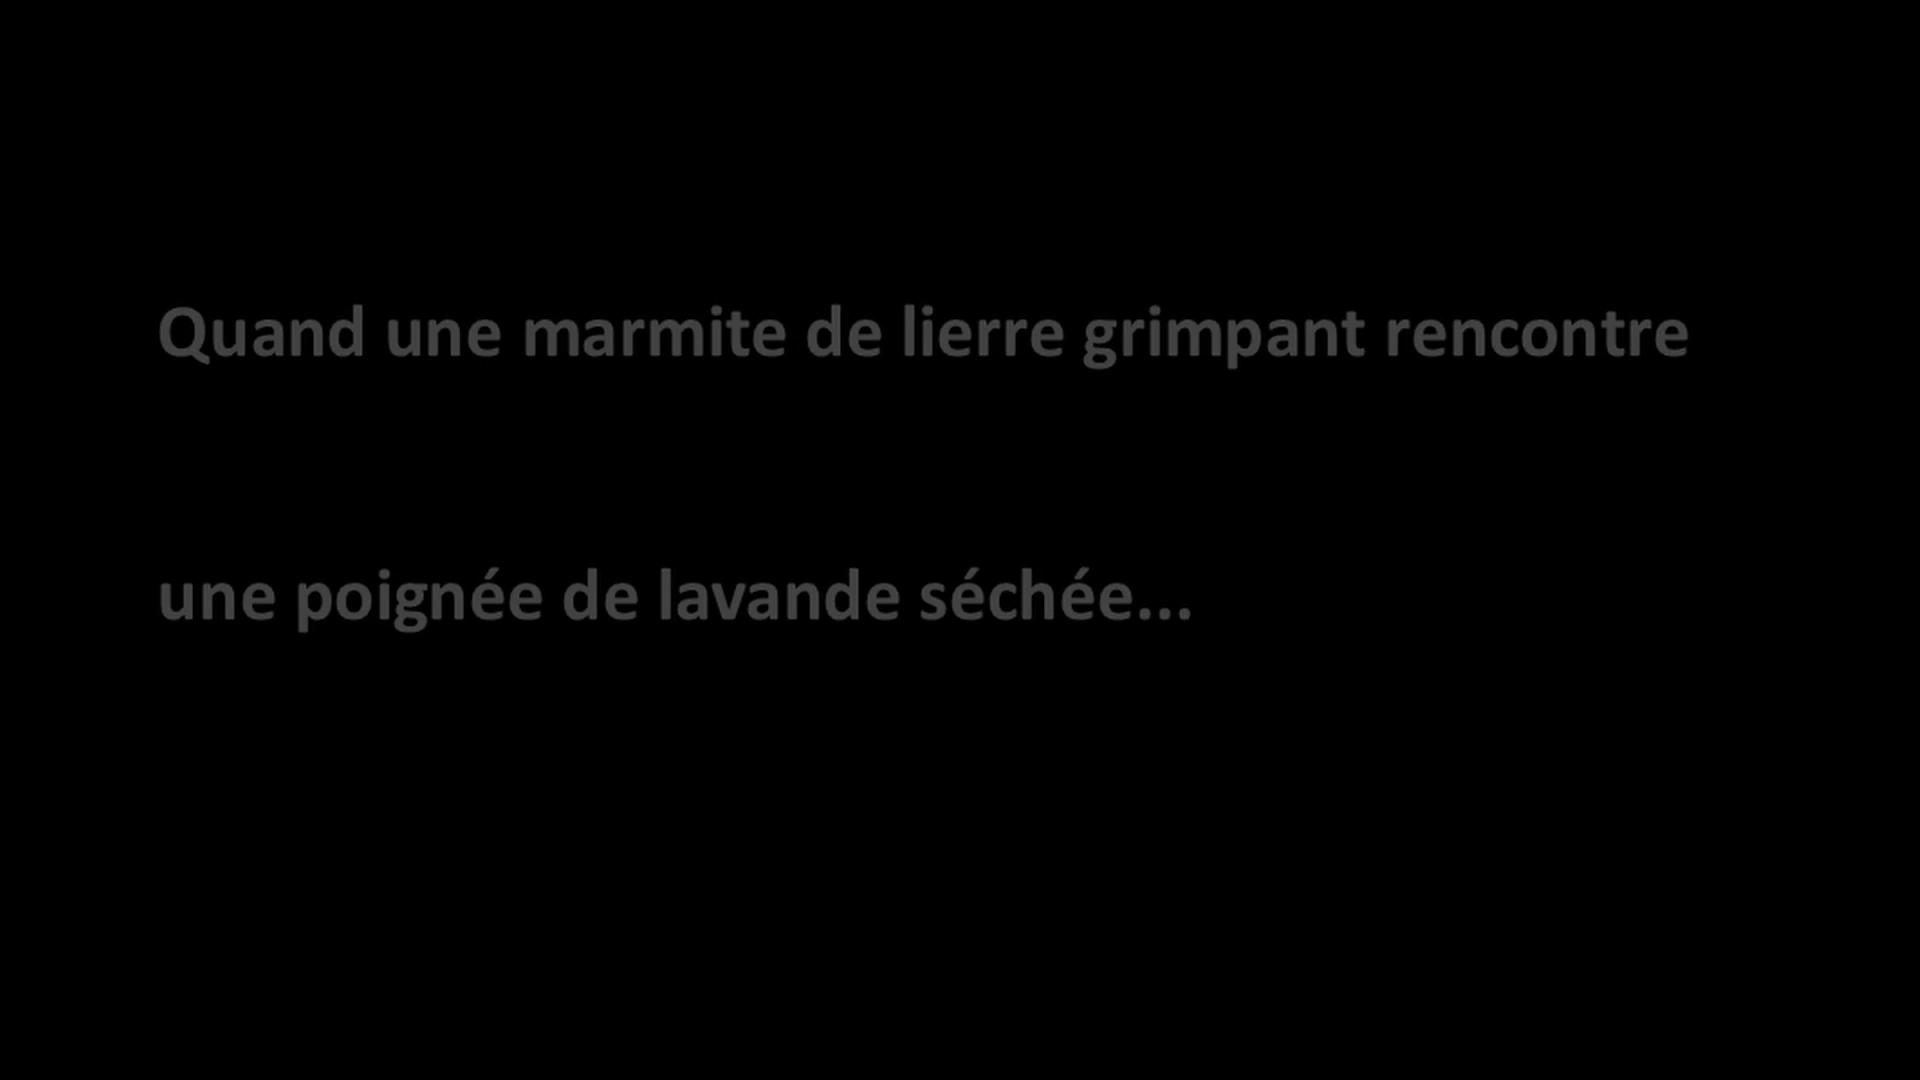 Quand une marmite de lierre grimpant rencontre
une poignée de lavande séchée...